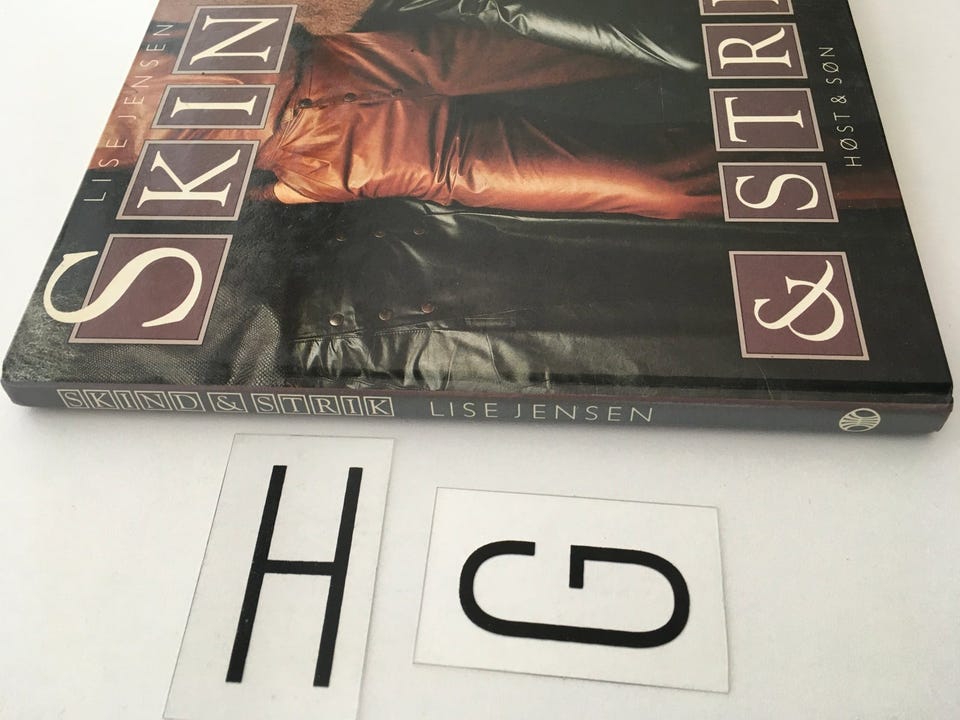 LISE JENSEN
SKIN
& STRI
HØST & SØN
SKIND & STRIK LISE JENSEN
H
G